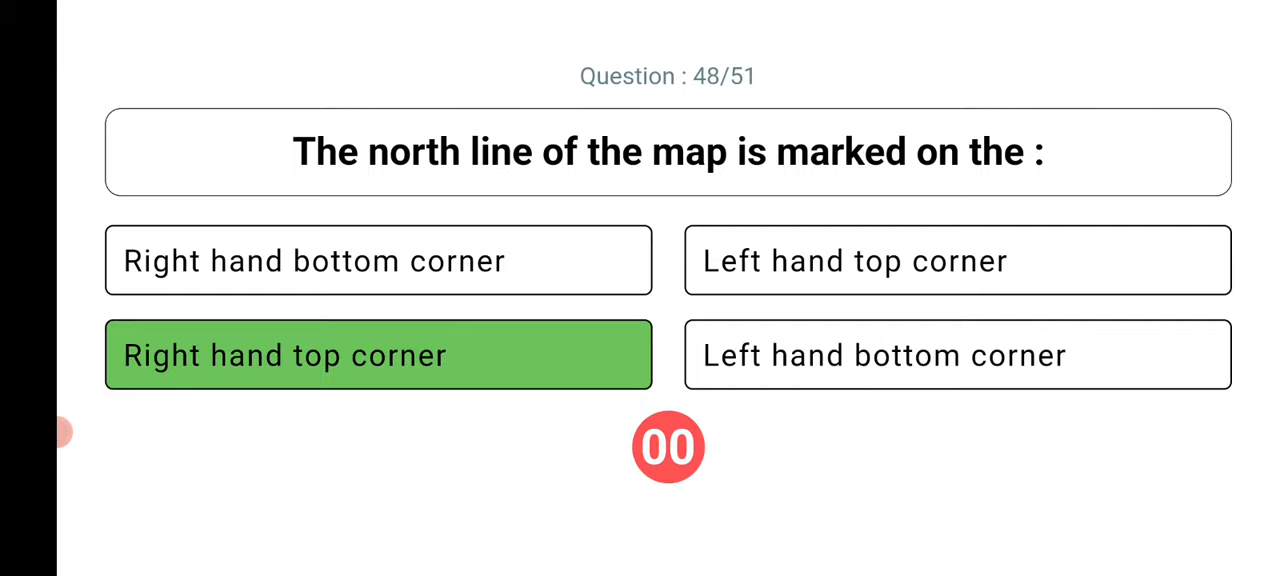 Question : 48/51
The north line of the map is marked on the :
Right hand bottom corner
Left hand top corner
Right hand top corner
Left hand bottom corner
00